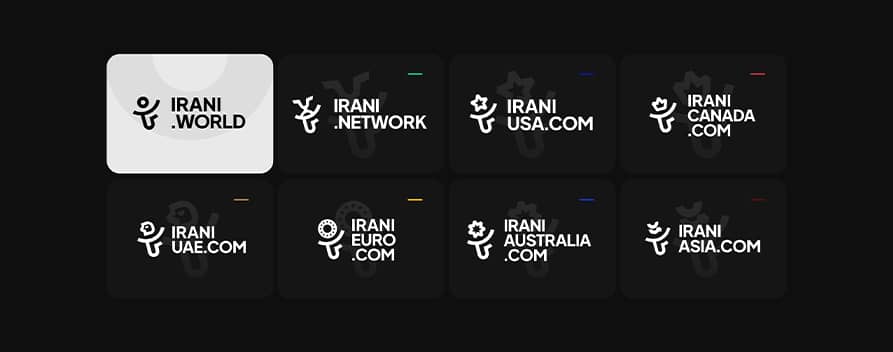 IRANI
.WORLD
IRANI
.NETWORK
IRANI
USA.COM
IRANI
CANADA
.COM
IRANI
UAE.COM
IRANI
EURO
.COM
IRANI
AUSTRALIA
.COM
IRANI
ASIA.COM